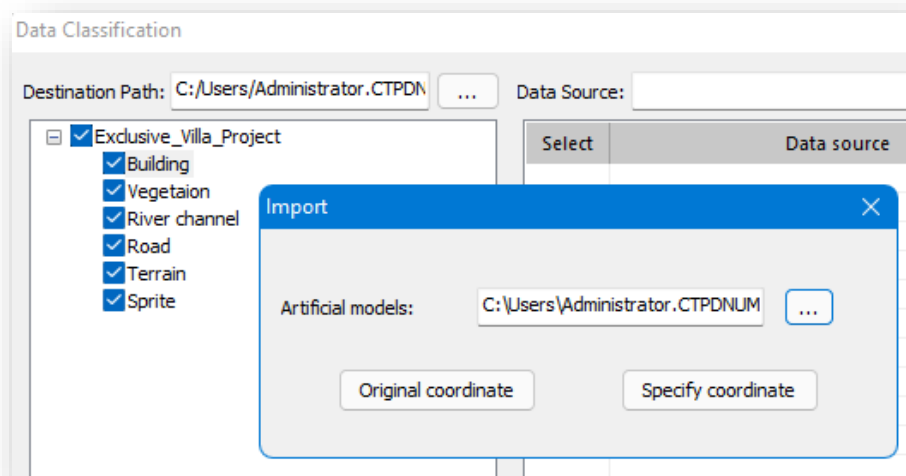 Data Classification
Destination Path: C:/Users/Administrator.CTPDN ... Data Source:
Exclusive_Villa_Project
Building
Vegetaion
River channel
Road
Terrain
Sprite
Select Data source
Import
Artificial models: C:\Users\Administrator.CTPDNUM ...
Original coordinate Specify coordinate